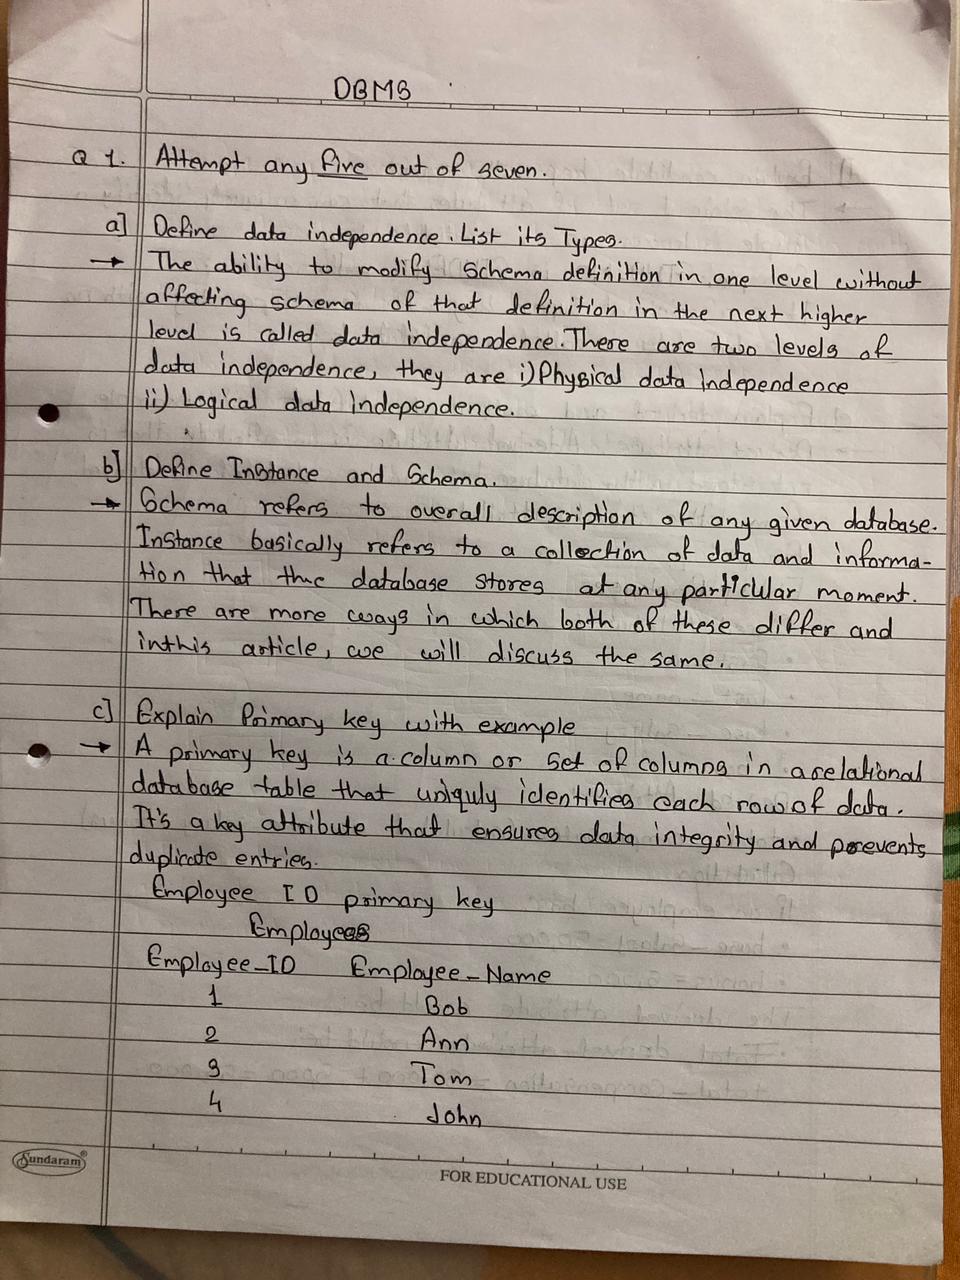 DBMS
Q 1. Attempt any five out of seven.
a] Define data independence. List its Types.
→ The ability to modify schema definition in one level without
affecting schema of that definition in the next higher
level is called data independence. There are two levels of
data independence, they are i) Physical data Independence
ii) Logical data Independence.
b] Define Instance and Schema.
→ Schema refers to overall description of any given database.
Instance basically refers to a collection of data and informa-
tion that the database stores at any particular moment.
There are more ways in which both of these differ and
inthis article, we will discuss the same.
c] Explain Primary key with example
→ A primary key is a column or set of columns in a relational
database table that uniquly identifies each row of data.
It's a key attribute that ensures data integrity and prevents
duplicate entries.
Employee ID primary key
Employees
Employee_ID Employee_Name
1 Bob
2 Ann
3 Tom
4 John
Sundaram®
FOR EDUCATIONAL USE